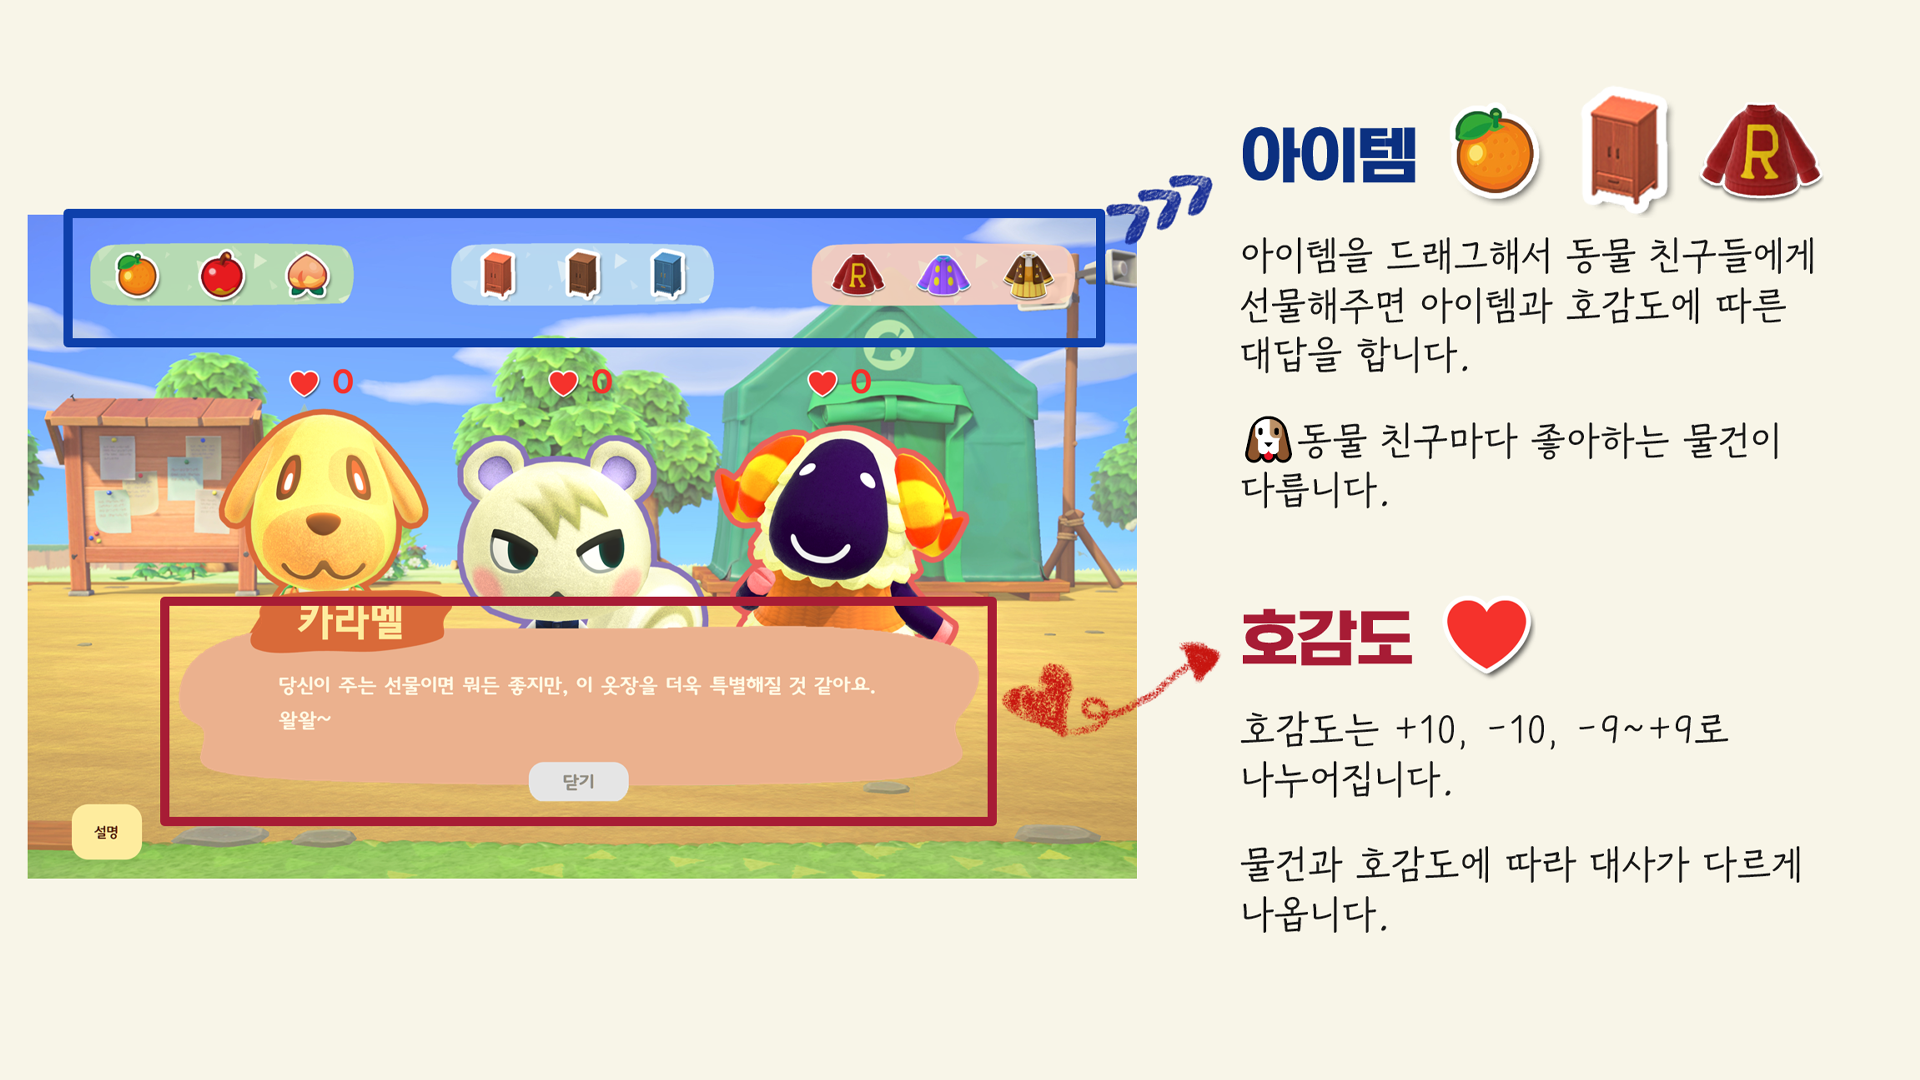 아이템
R
아이템을 드래그해서 동물 친구들에게
선물해주면 아이템과 호감도에 따른
대답을 합니다.
동물 친구마다 좋아하는 물건이
다릅니다.
R
0
0
0
카라멜
당신이 주는 선물이면 뭐든 좋지만, 이 옷장을 더욱 특별해질 것 같아요.
왈왈~
닫기
설명
호감도
호감도는 +10, -10, -9~+9로
나누어집니다.
물건과 호감도에 따라 대사가 다르게
나옵니다.